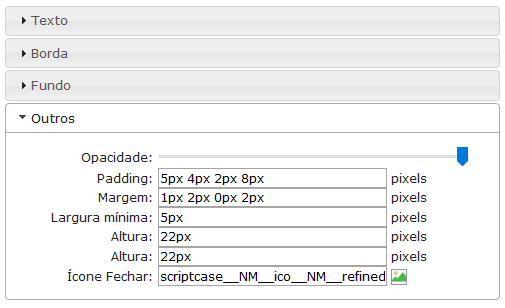 Texto
Borda
Fundo
Outros
Opacidade:
Padding: 5px 4px 2px 8px pixels
Margem: 1px 2px 0px 2px pixels
Largura mínima: 5px pixels
Altura: 22px pixels
Altura: 22px pixels
Ícone Fechar: scriptcase__NM__ico__NM__refined